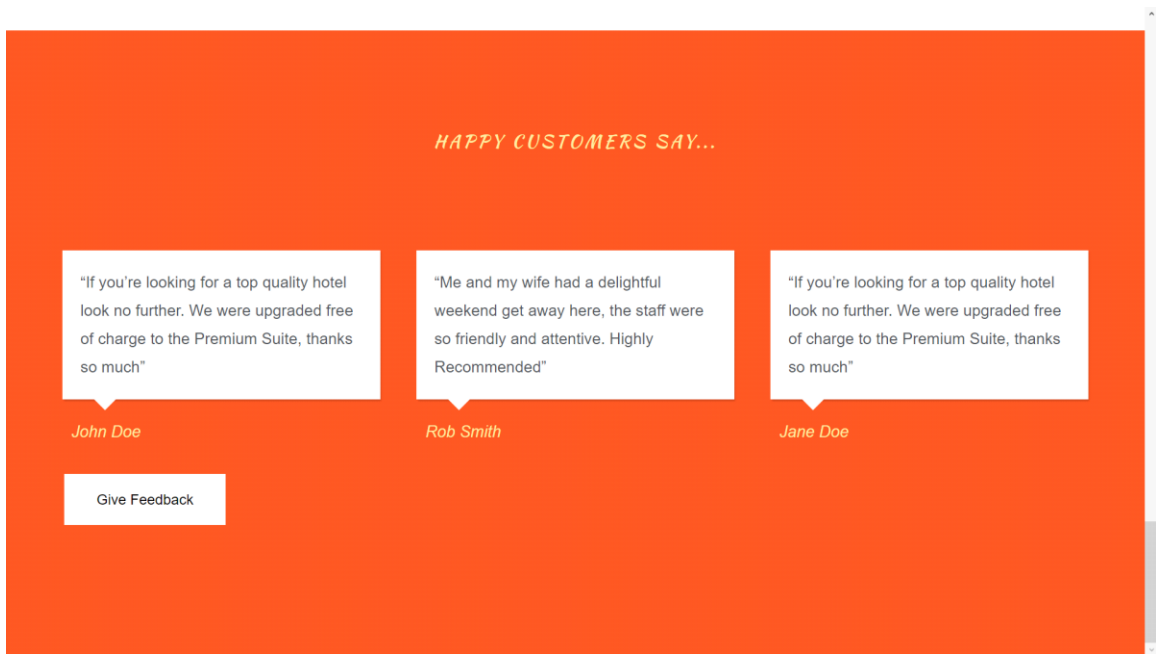 HAPPY CUSTOMERS SAY...
“If you’re looking for a top quality hotel
look no further. We were upgraded free
of charge to the Premium Suite, thanks
so much”
John Doe
“Me and my wife had a delightful
weekend get away here, the staff were
so friendly and attentive. Highly
Recommended”
Rob Smith
“If you’re looking for a top quality hotel
look no further. We were upgraded free
of charge to the Premium Suite, thanks
so much”
Jane Doe
Give Feedback